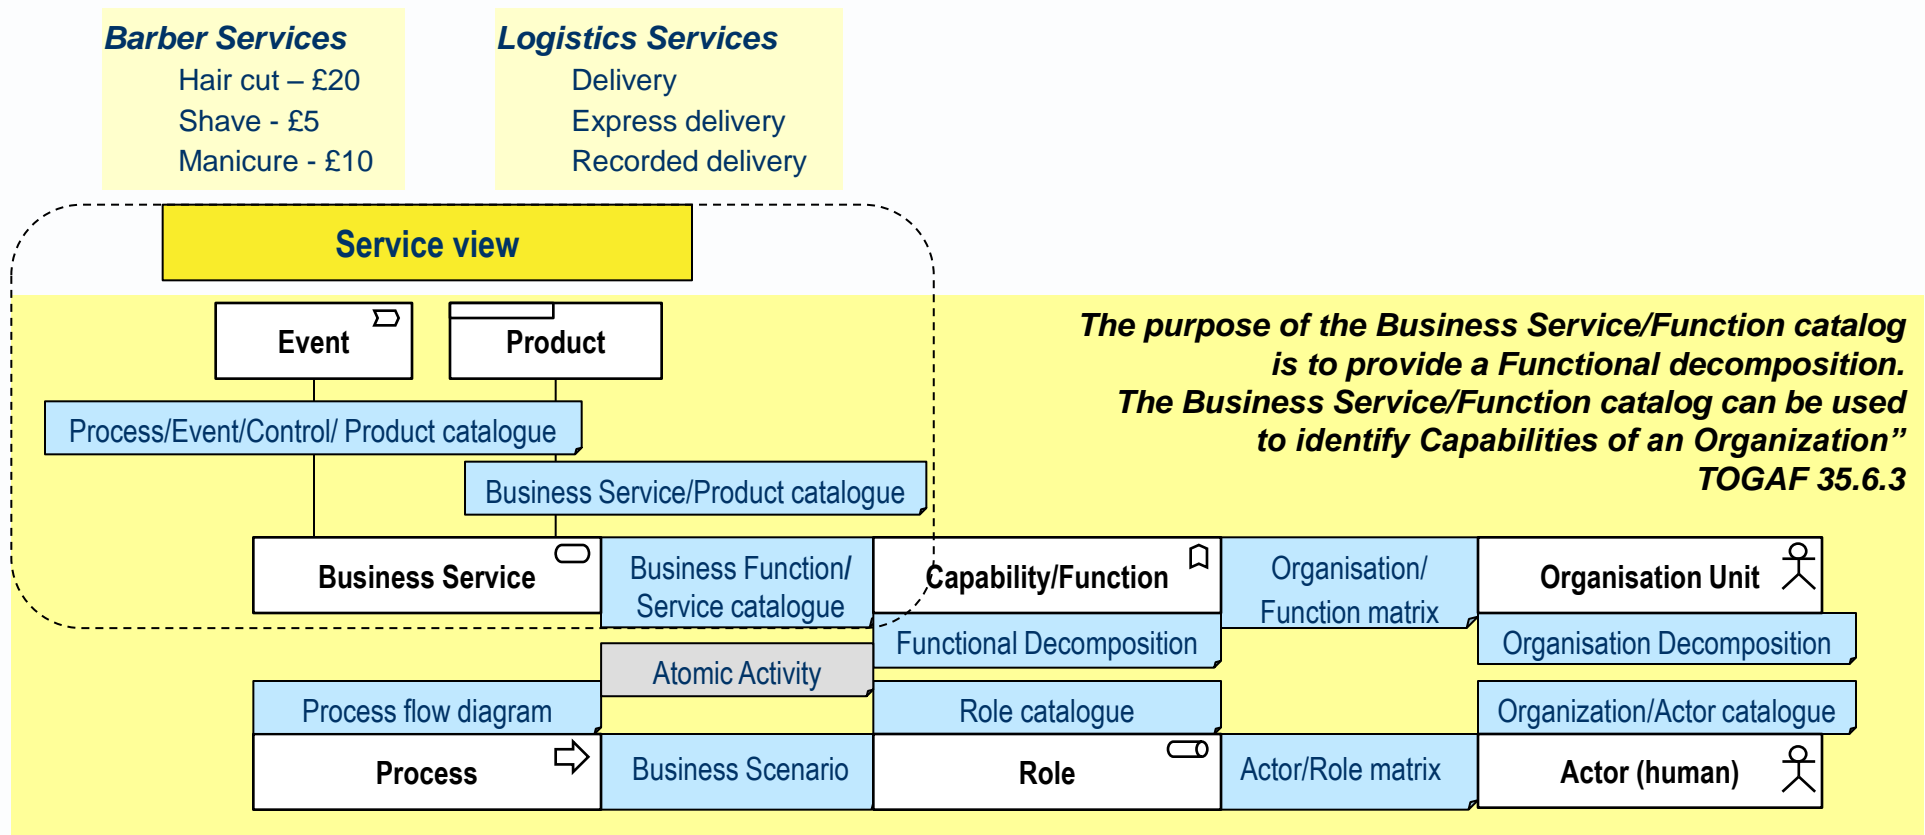 Barber Services
Hair cut – £20
Shave - £5
Manicure - £10
Logistics Services
Delivery
Express delivery
Recorded delivery
Service view
Event
Product
The purpose of the Business Service/Function catalog
is to provide a Functional decomposition.
The Business Service/Function catalog can be used
to identify Capabilities of an Organization”
TOGAF 35.6.3
Process/Event/Control/ Product catalogue
Business Service/Product catalogue
Business Service
Business Function/
Service catalogue
Capability/Function
Organisation/
Function matrix
Organisation Unit
Functional Decomposition
Organisation Decomposition
Atomic Activity
Process flow diagram
Role catalogue
Organization/Actor catalogue
Process
Business Scenario
Role
Actor/Role matrix
Actor (human)